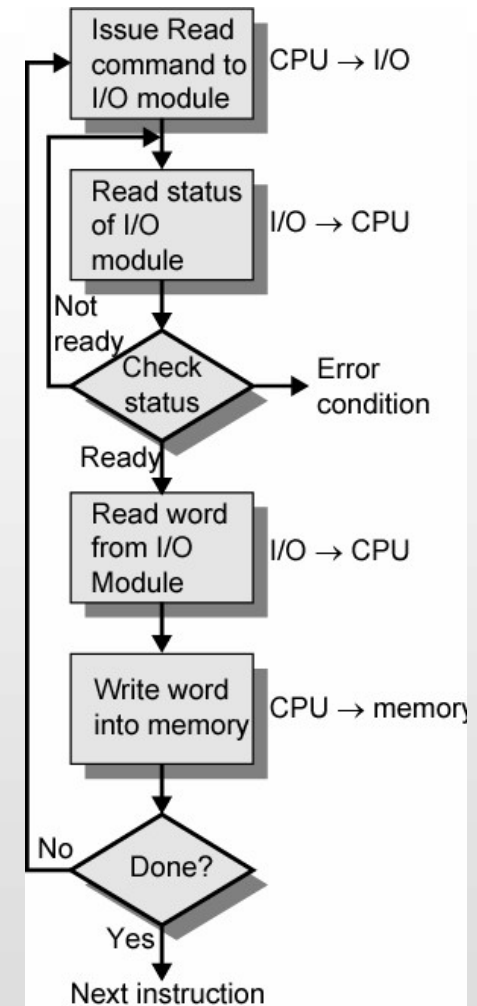 Issue Read
command to
I/O module
CPU → I/O
Read status
of I/O
module
I/O → CPU
Not
ready
Check
status
Error
condition
Ready
Read word
from I/O
Module
I/O → CPU
Write word
into memory
CPU → memory
No
Done?
Yes
Next instruction